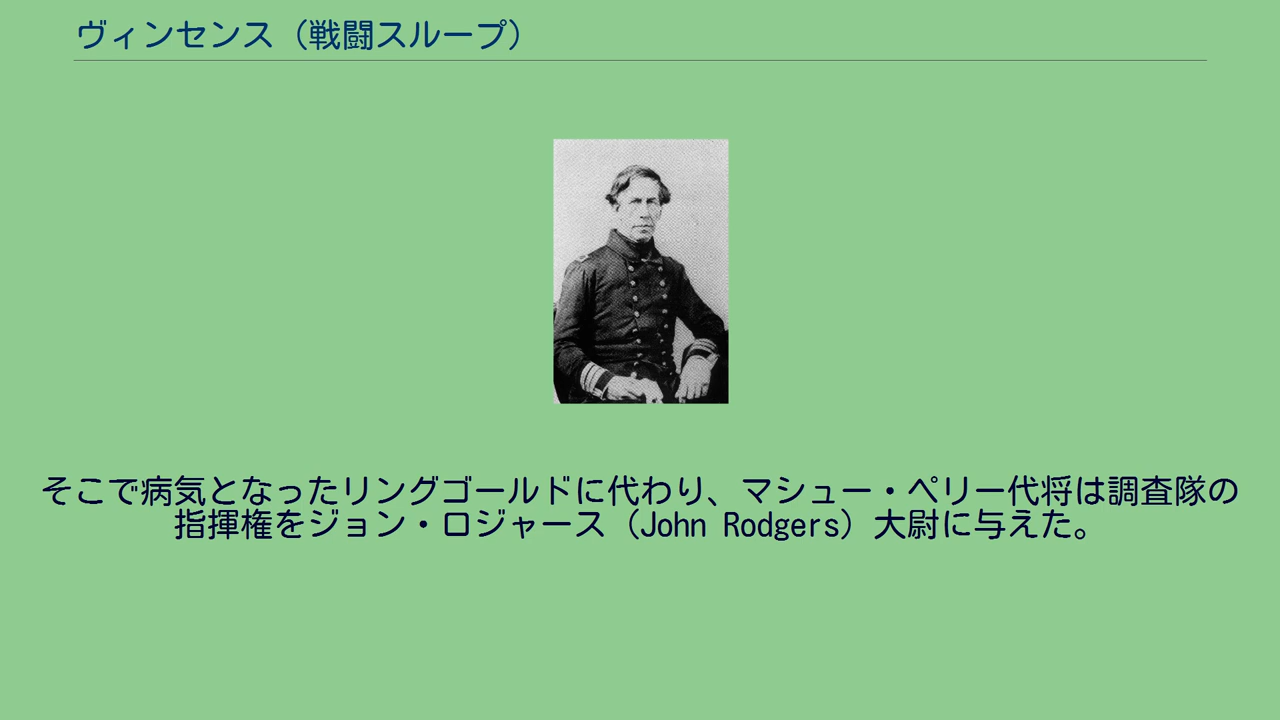 ヴィンセンス（戦闘スループ）
そこで病気となったリングゴールドに代わり、マシュー・ペリー代将は調査隊の
指揮権をジョン・ロジャース（John Rodgers）大尉に与えた。